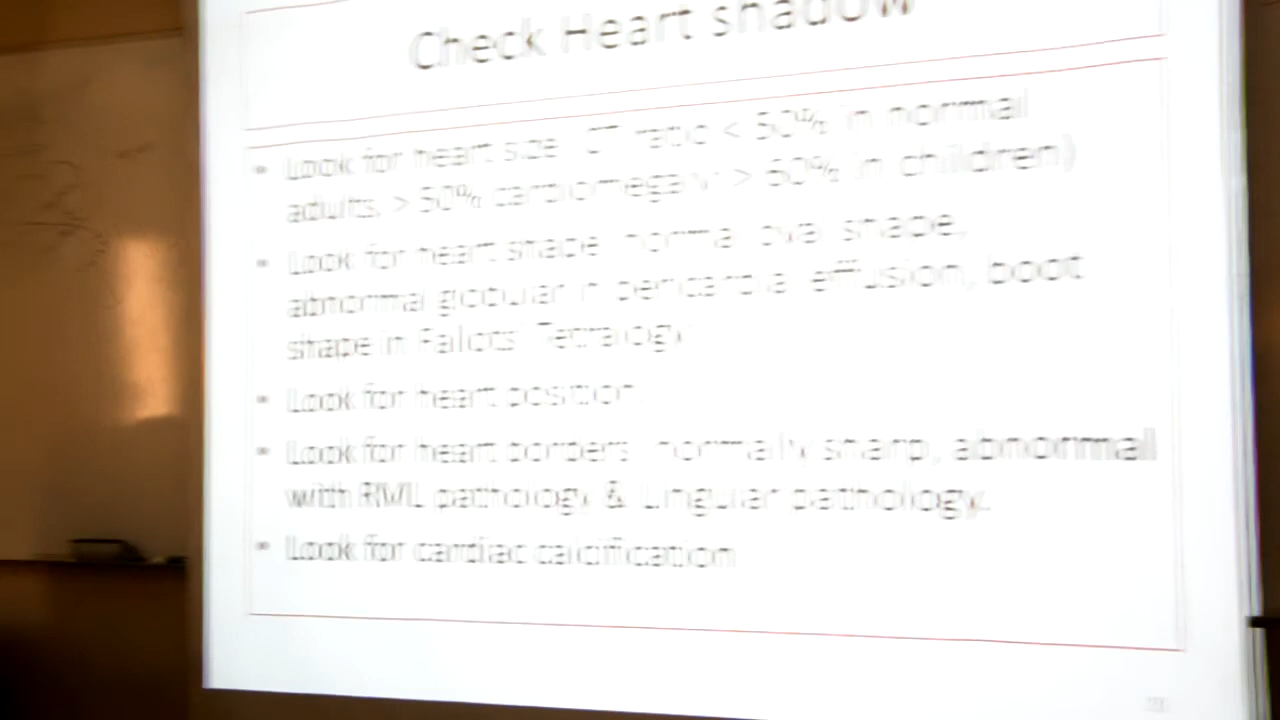 Check Heart shadow
• Look for heart size CT ratio < 50% in normal
adults. > 50% cardiomegaly. > 60% in children)
• Look for heart shape normal oval shape,
abnormal globular in pericardial effusion, boot
shape in Fallots' Tetralogy
• Look for heart position
• Look for heart borders normally sharp, abnormal
with RML pathology & Lingular pathology.
• Look for cardiac calcification